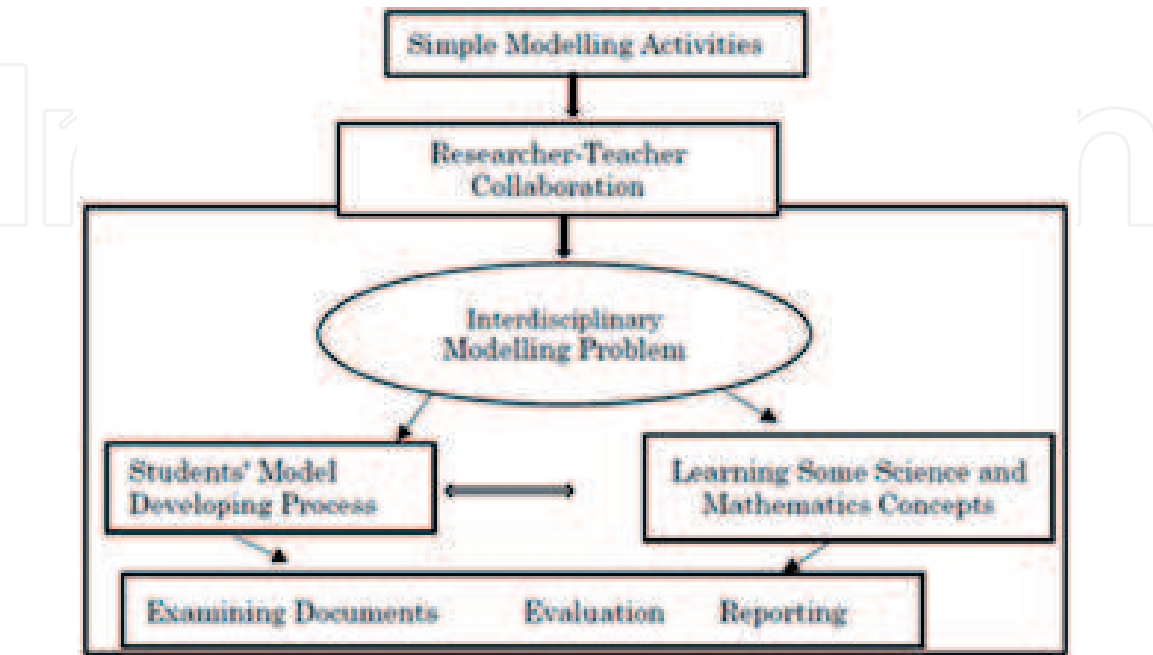 Simple Modelling Activities
Researcher-Teacher
Collaboration
Interdisciplinary
Modelling Problem
Students' Model
Developing Process
Learning Some Science and
Mathematics Concepts
Examining Documents Evaluation Reporting